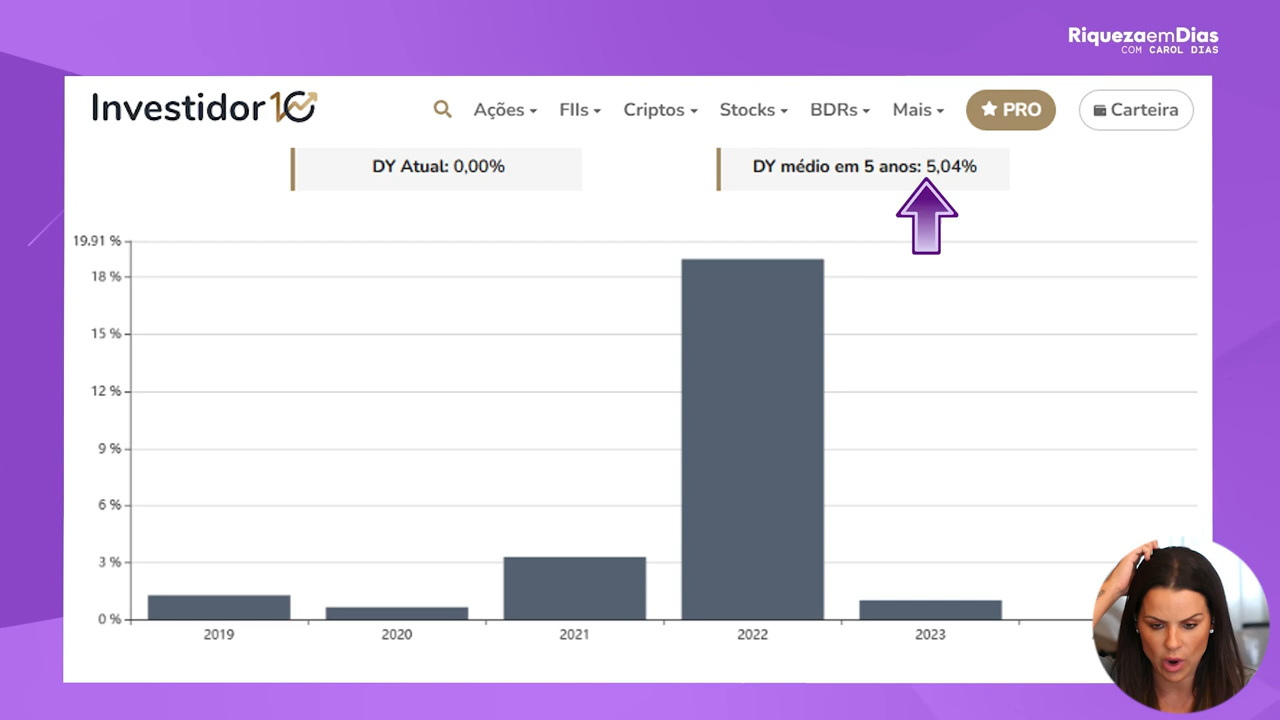 RiquezaemDias
COM CAROL DIAS
Investidor10
Ações
FIIs
Criptos
Stocks
BDRs
Mais
PRO
Carteira
DY Atual: 0,00%
DY médio em 5 anos: 5,04%
19.91 %
18 %
15 %
12 %
9 %
6 %
3 %
0 %
2019
2020
2021
2022
2023